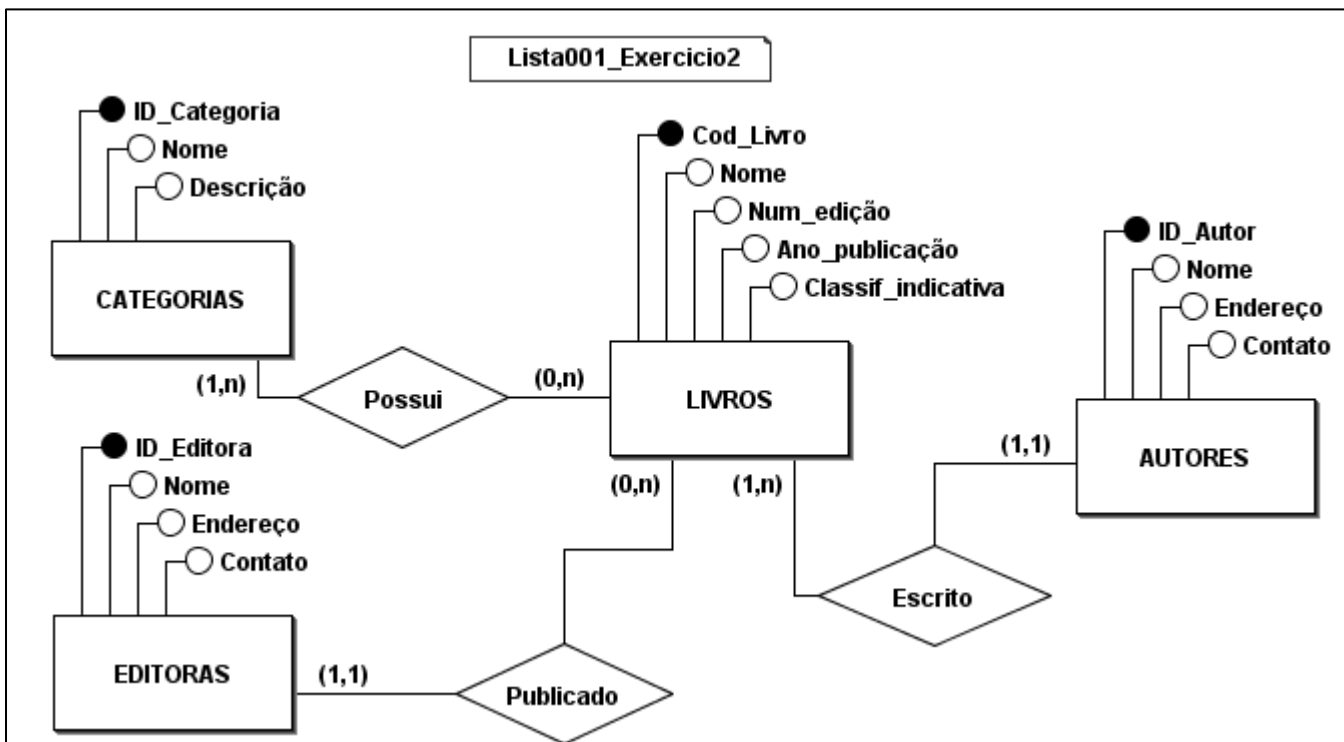 Lista001_Exercicio2
ID_Categoria
Nome
Descrição
CATEGORIAS
Cod_Livro
Nome
Num_edição
Ano_publicação
Classif_indicativa
LIVROS
ID_Autor
Nome
Endereço
Contato
AUTORES
(1,n)
Possui
(0,n)
ID_Editora
Nome
Endereço
Contato
EDITORAS
(1,1)
Publicado
(0,n)
(1,n)
Escrito
(1,1)